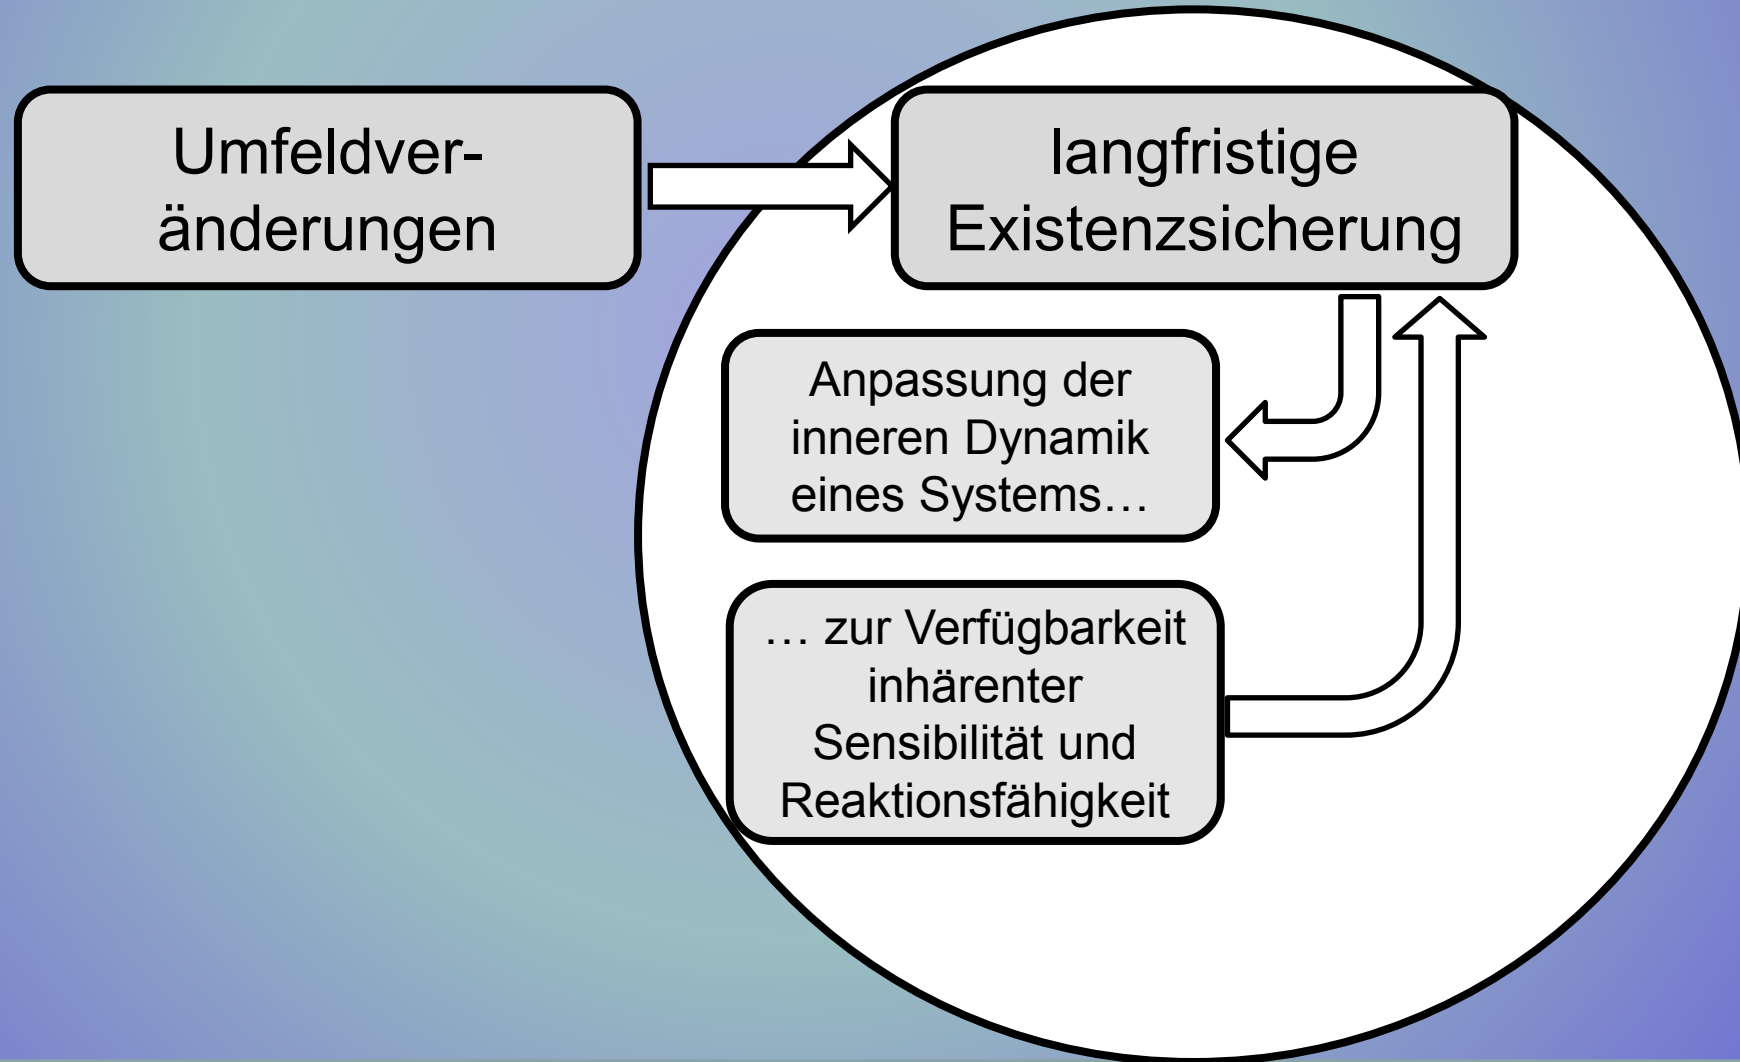 Umfeldver-
änderungen
langfristige
Existenzsicherung
Anpassung der
inneren Dynamik
eines Systems…
… zur Verfügbarkeit
inhärenter
Sensibilität und
Reaktionsfähigkeit